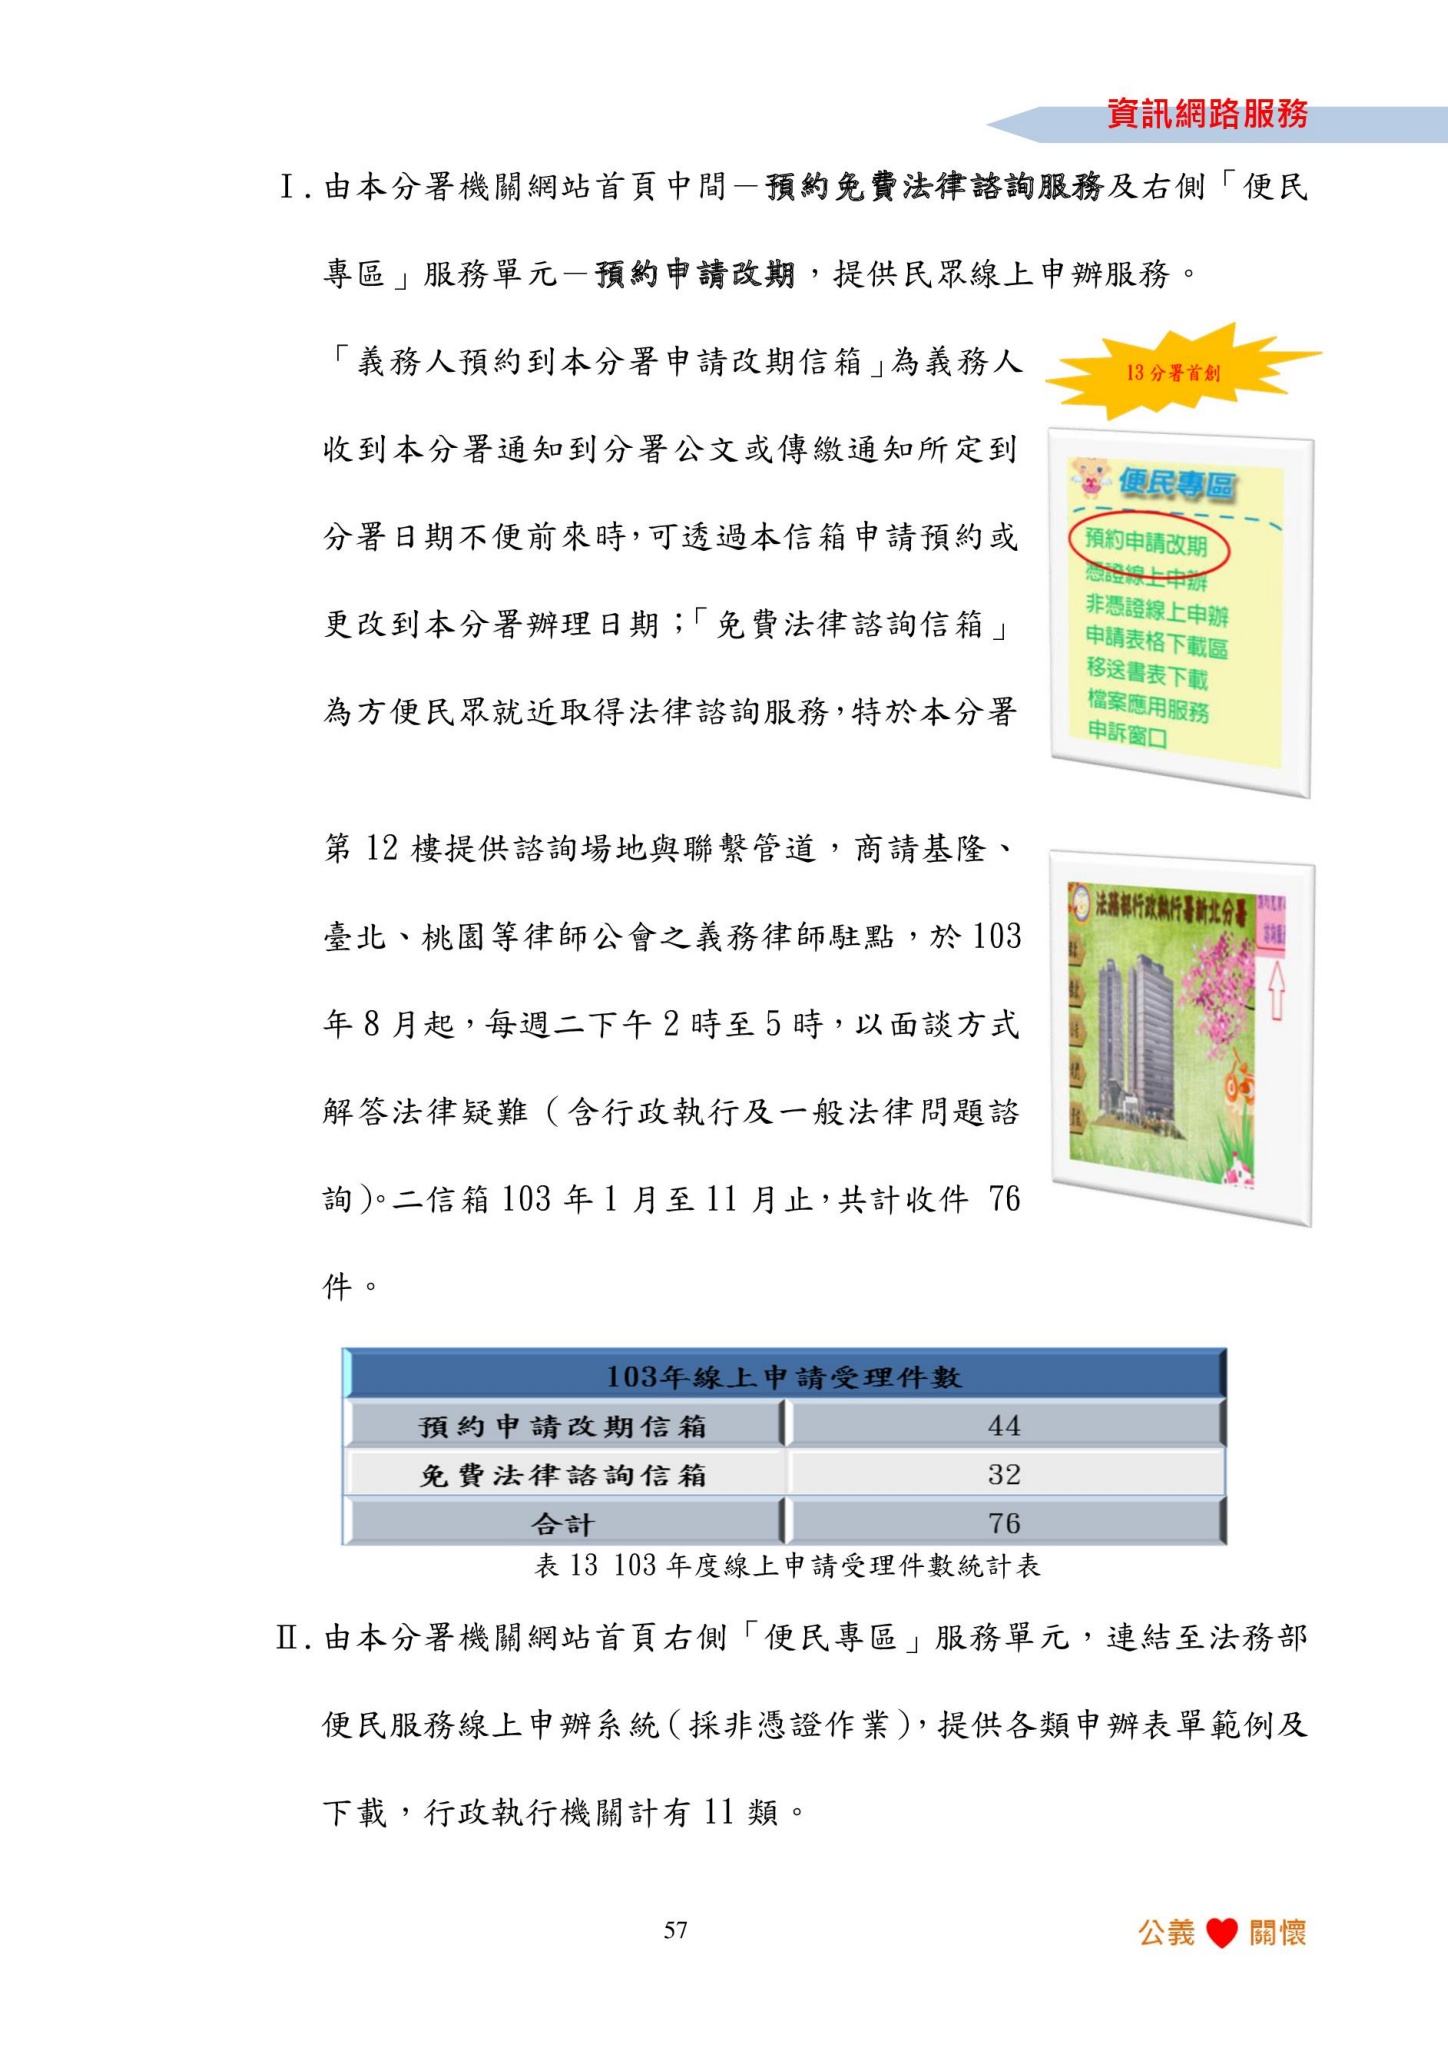 資訊網路服務
I.由本分署機關網站首頁中間－預約免費法律諮詢服務及右側「便民
專區」服務單元－預約申請改期，提供民眾線上申辦服務。
「義務人預約到本分署申請改期信箱」為義務人
收到本分署通知到分署公文或傳繳通知所定到
分署日期不便前來時，可透過本信箱申請預約或
更改到本分署辦理日期；「免費法律諮詢信箱」
為方便民眾就近取得法律諮詢服務，特於本分署
13分署首創
便民專區
預約申請改期
憑證線上申辦
非憑證線上申辦
申請表格下載區
移送書表下載
檔案應用服務
申訴窗口
第 12 樓提供諮詢場地與聯繫管道，商請基隆、
臺北、桃園等律師公會之義務律師駐點，於 103
年 8 月起，每週二下午 2 時至 5 時，以面談方式
解答法律疑難（含行政執行及一般法律問題諮
詢）。二信箱 103 年 1 月至 11 月止，共計收件 76
件。
法務部行政執行署新北分署
103年線上申請受理件數
預約申請改期信箱 44
免費法律諮詢信箱 32
合計 76
表 13 103 年度線上申請受理件數統計表
II.由本分署機關網站首頁右側「便民專區」服務單元，連結至法務部
便民服務線上申辦系統（採非憑證作業），提供各類申辦表單範例及
下載，行政執行機關計有 11 類。
57
公義 關懷